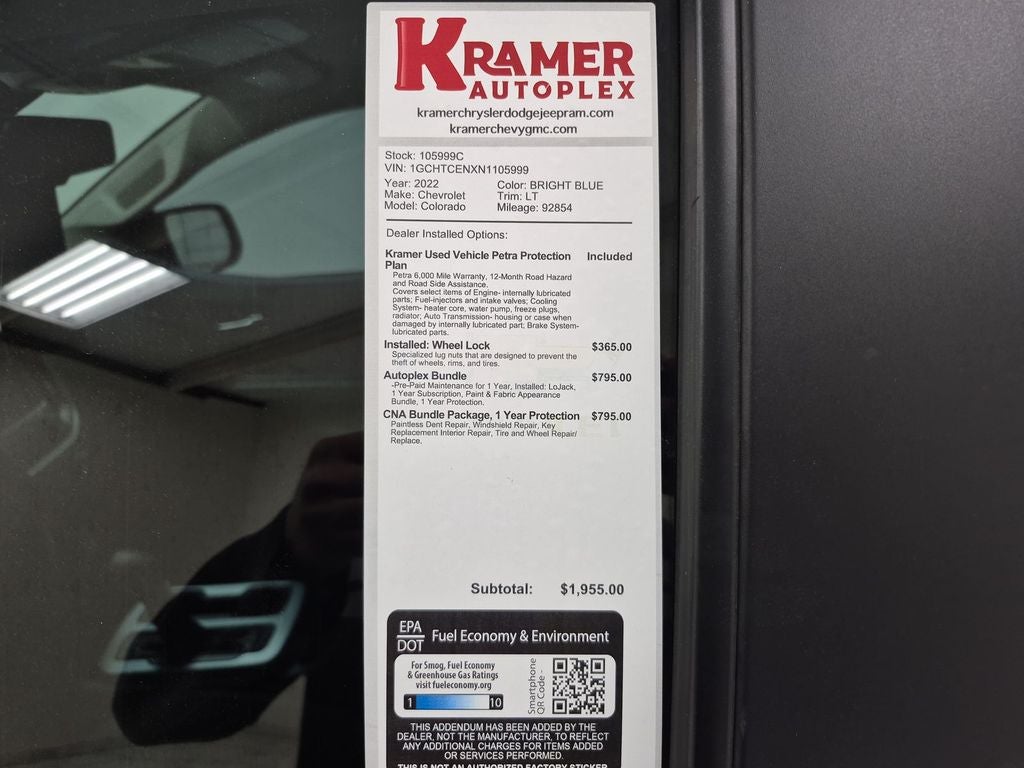 KRAMER
AUTOPLEX
kramerchryslerdodgejeepram.com
kramerchevygmc.com
Stock: 105999C
VIN: 1GCHTCENXN1105999
Year: 2022 Color: BRIGHT BLUE
Make: Chevrolet Trim: LT
Model: Colorado Mileage: 92854
Dealer Installed Options:
Kramer Used Vehicle Petra Protection Included
Plan
Petra 6,000 Mile Warranty, 12-Month Road Hazard
and Road Side Assistance.
Covers select items of Engine- internally lubricated
parts; Fuel-injectors and intake valves; Cooling
System- heater core, water pump, freeze plugs,
radiator; Auto Transmission- housing or case when
damaged by internally lubricated part; Brake System-
lubricated parts.
Installed: Wheel Lock $365.00
Specialized lug nuts that are designed to prevent the
theft of wheels, rims, and tires.
Autoplex Bundle $795.00
-Pre-Paid Maintenance for 1 Year, Installed: LoJack,
1 Year Subscription, Paint & Fabric Appearance
Bundle, 1 Year Protection.
CNA Bundle Package, 1 Year Protection $795.00
Paintless Dent Repair, Windshield Repair, Key
Replacement Interior Repair, Tire and Wheel Repair/
Replace.
Subtotal: $1,955.00
EPA
DOT Fuel Economy & Environment
For Smog, Fuel Economy
& Greenhouse Gas Ratings
visit fueleconomy.org
1 10
Smartphone
QR Code -
THIS ADDENDUM HAS BEEN ADDED BY THE
DEALER, NOT THE MANUFACTURER, TO REFLECT
ANY ADDITIONAL CHARGES FOR ITEMS ADDED
OR SERVICES PERFORMED.
THIS IS NOT AN AUTHORIZED FACTORY STICKER